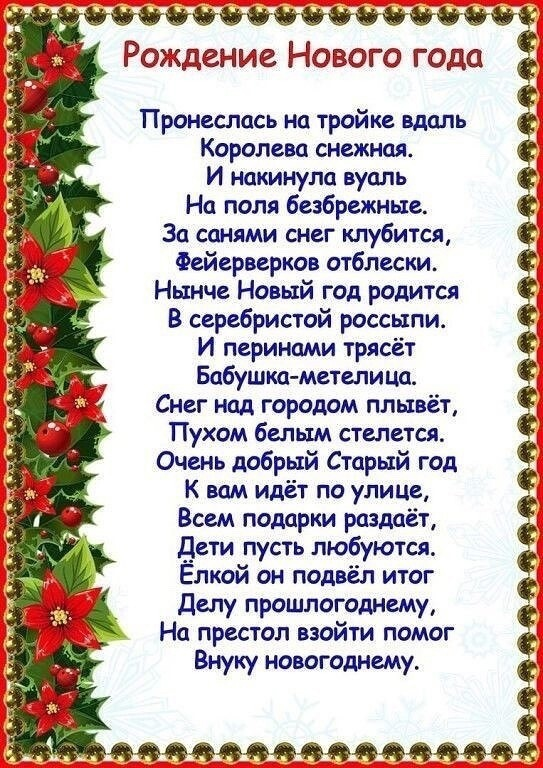 Рождение Нового года
Пронеслась на тройке вдаль
Королева снежная.
И накинула вуаль
На поля безбрежные.
За санями снег клубится,
Фейерверков отблески.
Нынче Новый год родится
В серебристой россыпи.
И перинами трясёт
Бабушка-метелица.
Снег над городом плывёт,
Пухом белым стелется.
Очень добрый Старый год
К вам идёт по улице,
Всем подарки раздаёт,
Дети пусть любуются.
Ёлкой он подвёл итог
Делу прошлогоднему,
На престол взойти помог
Внуку новогоднему.